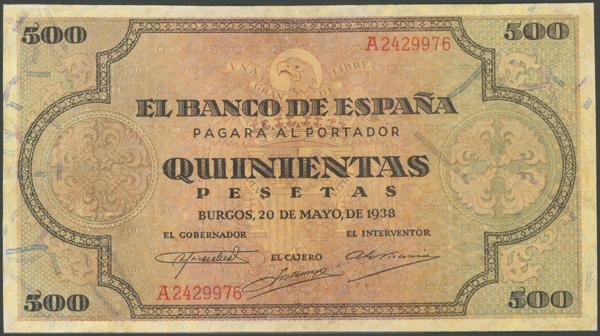 500 500
A2429976
UNA GRANDE LIBRE
EL BANCO DE ESPAÑA
PAGARÁ AL PORTADOR
QUINIENTAS
PESETAS
BURGOS, 20 DE MAYO, DE 1938
EL GOBERNADOR EL INTERVENTOR
EL CAJERO
A2429976
500 500